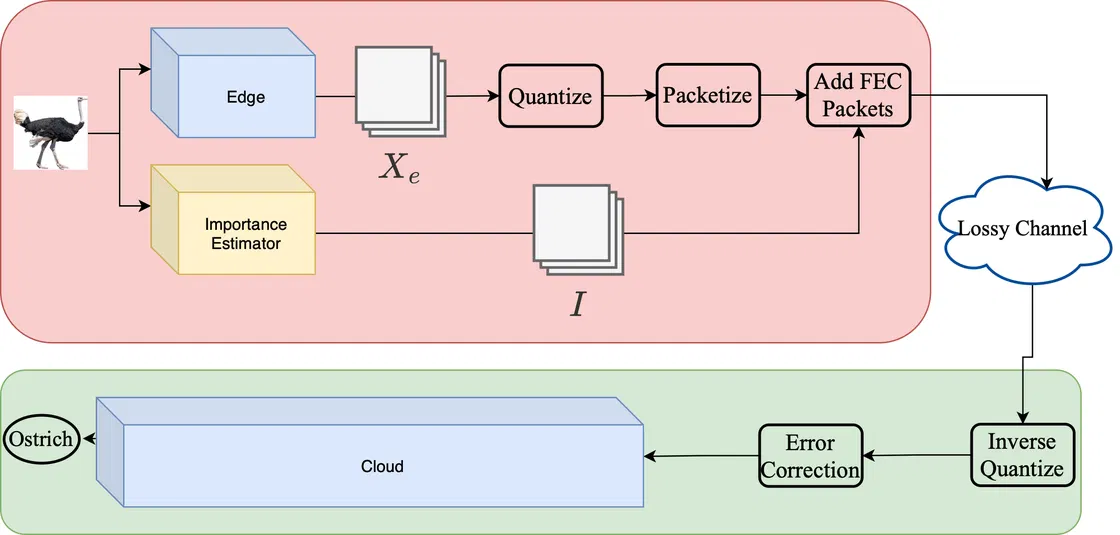 Edge
X_e
Quantize
Packetize
Add FEC
Packets
Importance
Estimator
I
Lossy Channel
Ostrich
Cloud
Error
Correction
Inverse
Quantize